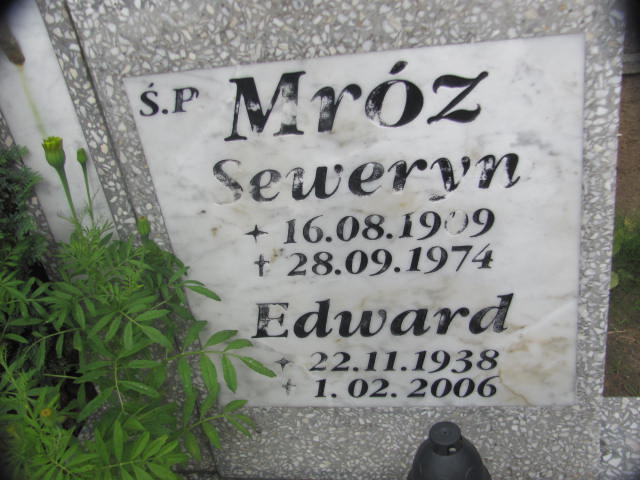 Ś.P Mróz
Seweryn
16.08.1909
† 28.09.1974
Edward
22.11.1938
† 1.02.2006